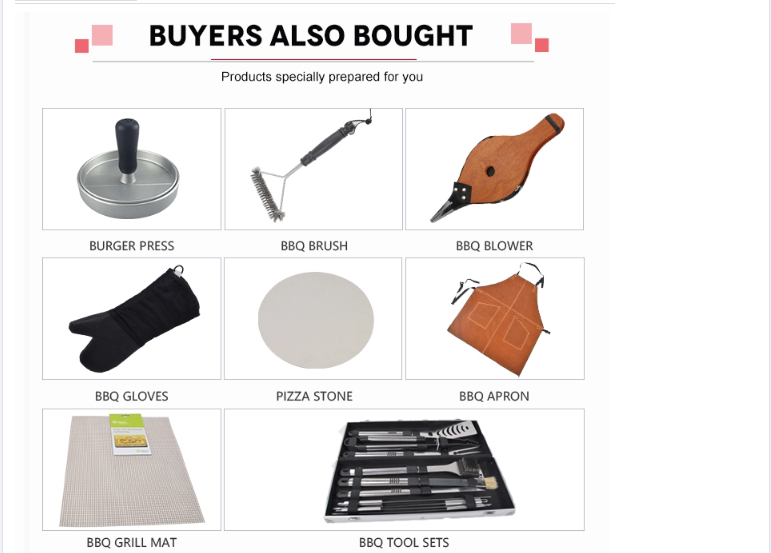 BUYERS ALSO BOUGHT
Products specially prepared for you
BURGER PRESS
BBQ BRUSH
BBQ BLOWER
BBQ GLOVES
PIZZA STONE
BBQ APRON
BBQ GRILL MAT
BBQ TOOL SETS